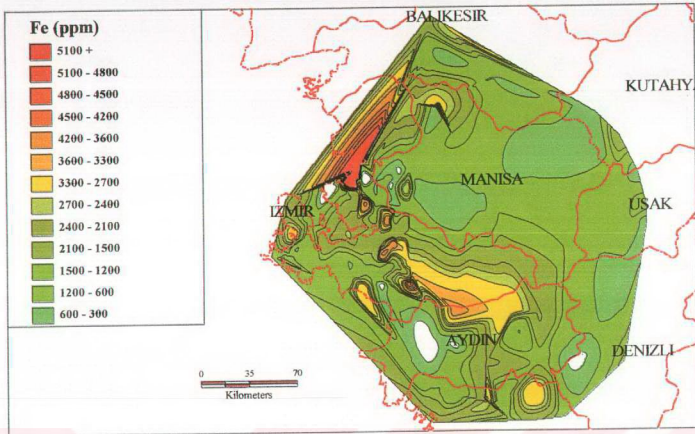 Fe (ppm)
5100 +
5100 - 4800
4800 - 4500
4500 - 4200
4200 - 3600
3600 - 3300
3300 - 2700
2700 - 2400
2400 - 2100
2100 - 1500
1500 - 1200
1200 - 600
600 - 300
BALIKESIR
KUTAHYA
MANISA
IZMIR
USAK
AYDIN
DENIZLI
0 35 70
Kilometers